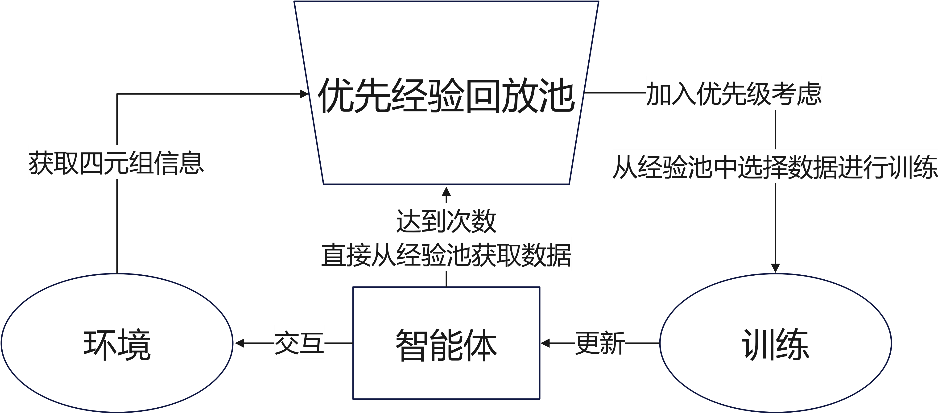 优先经验回放池
加入优先级考虑
获取四元组信息
从经验池中选择数据进行训练
达到次数
直接从经验池获取数据
环境
交互
智能体
更新
训练